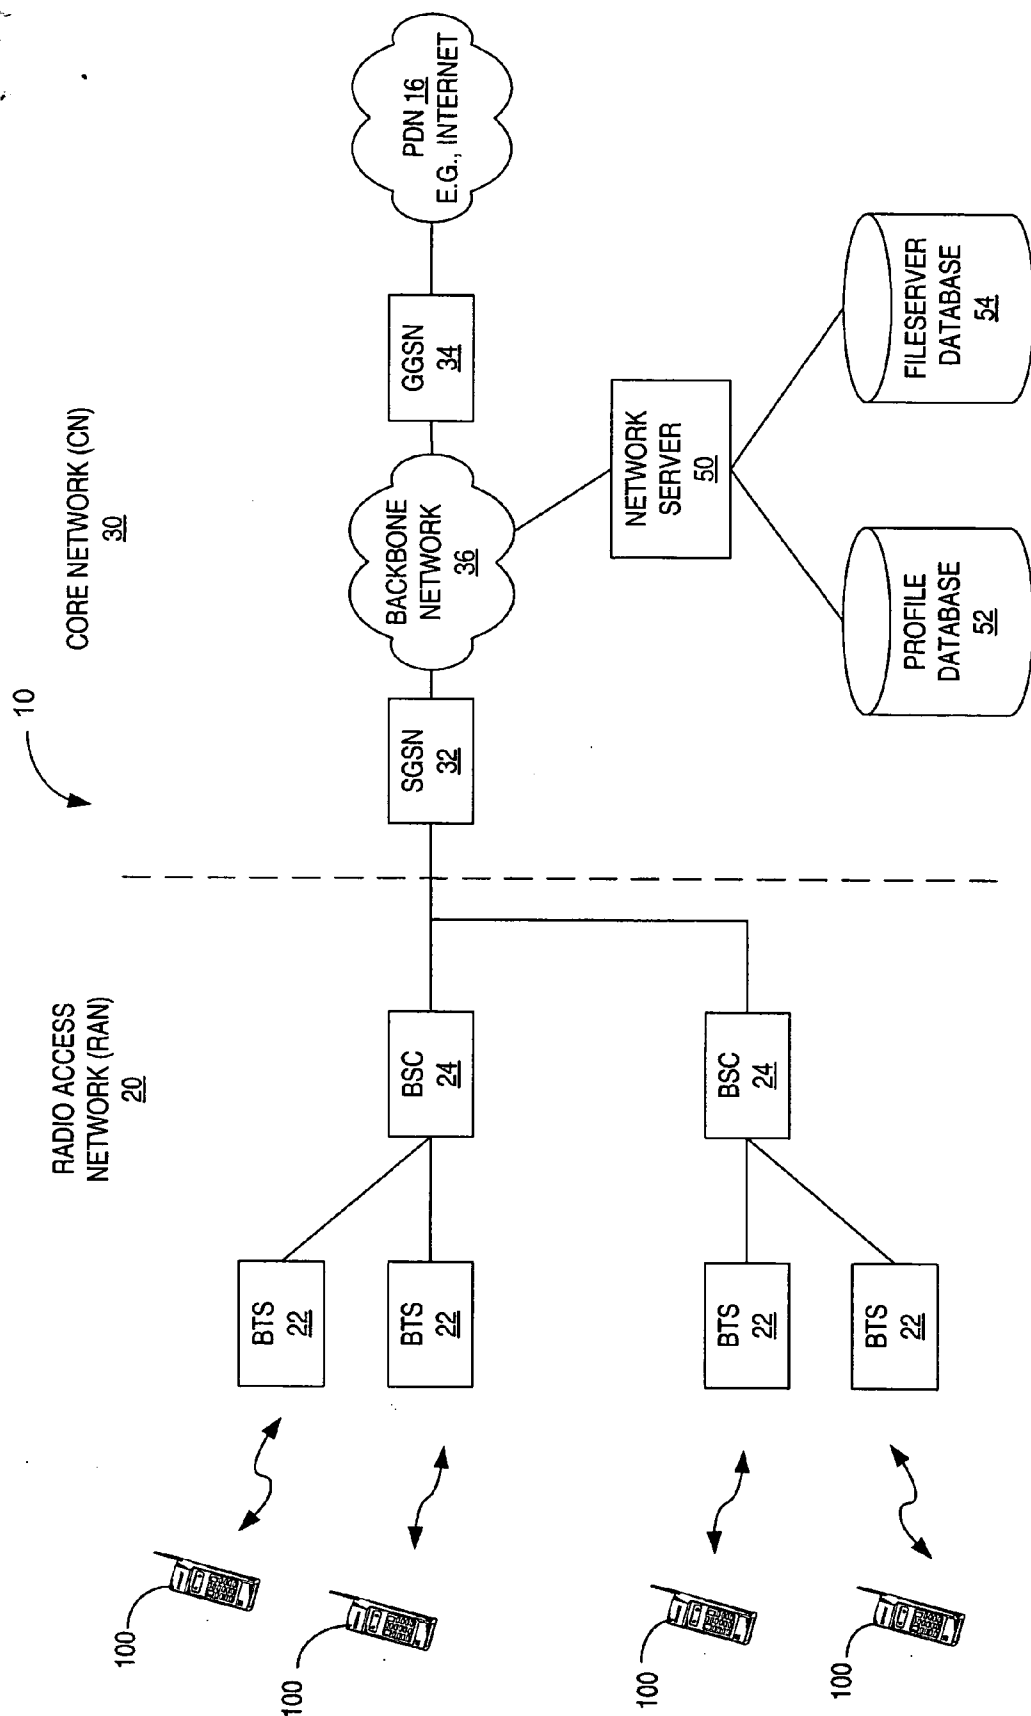 10
RADIO ACCESS
NETWORK (RAN)
20
CORE NETWORK (CN)
30
100
100
100
100
BTS
22
BTS
22
BTS
22
BTS
22
BSC
24
BSC
24
SGSN
32
BACKBONE
NETWORK
36
GGSN
34
PDN 16
E.G., INTERNET
NETWORK
SERVER
50
PROFILE
DATABASE
52
FILESERVER
DATABASE
54